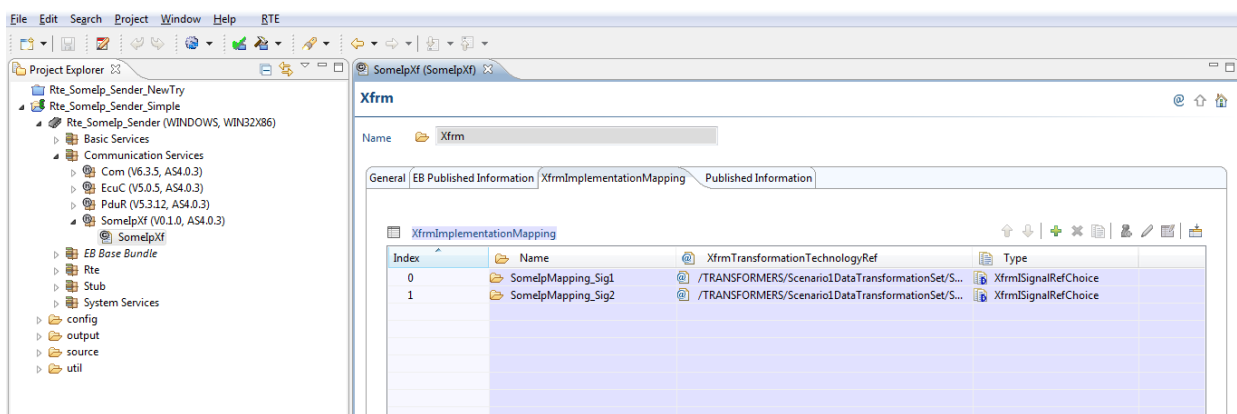 File Edit Search Project Window Help RTE
Project Explorer
Rte_SomeIp_Sender_NewTry
Rte_SomeIp_Sender_Simple
Rte_SomeIp_Sender (WINDOWS, WIN32X86)
Basic Services
Communication Services
Com (V6.3.5, AS4.0.3)
EcuC (V5.0.5, AS4.0.3)
PduR (V5.3.12, AS4.0.3)
SomeIpXf (V0.1.0, AS4.0.3)
SomeIpXf
EB Base Bundle
Rte
Stub
System Services
config
output
source
util
SomeIpXf (SomeIpXf)
Xfrm
Name Xfrm
General EB Published Information XfrmImplementationMapping Published Information
XfrmImplementationMapping
Index Name XfrmTransformationTechnologyRef Type
0 SomeIpMapping_Sig1 /TRANSFORMERS/Scenario1DataTransformationSet/S... XfrmISignalRefChoice
1 SomeIpMapping_Sig2 /TRANSFORMERS/Scenario1DataTransformationSet/S... XfrmISignalRefChoice